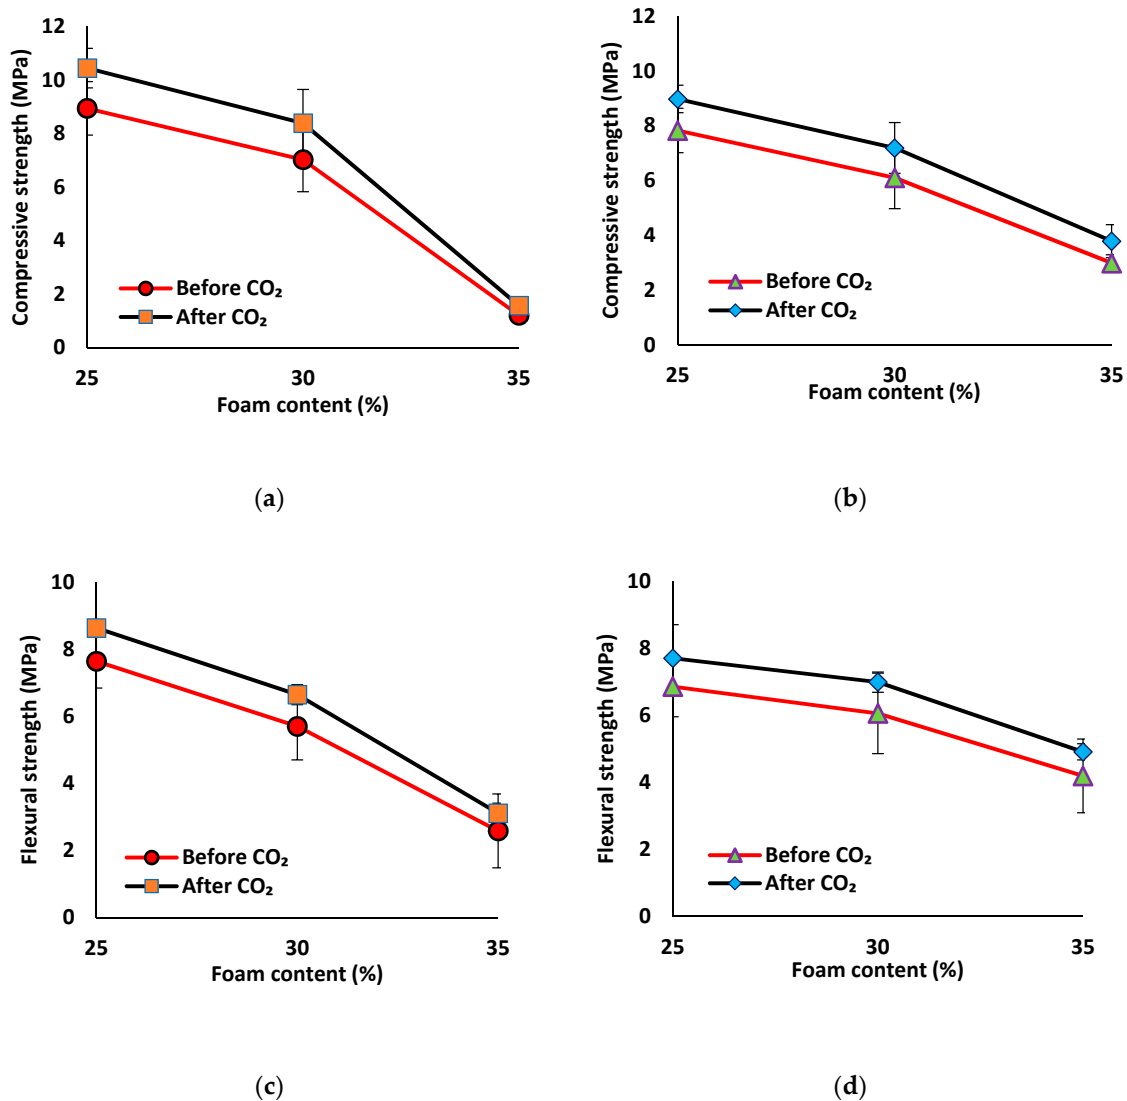 Compressive strength (MPa)
12
10
8
6
4
2
0
Before CO₂
After CO₂
25
30
35
Foam content (%)
(a)
Compressive strength (MPa)
12
10
8
6
4
2
0
Before CO₂
After CO₂
25
30
35
Foam content (%)
(b)
Flexural strength (MPa)
10
8
6
4
2
0
Before CO₂
After CO₂
25
30
35
Foam content (%)
(c)
Flexural strength (MPa)
10
8
6
4
2
0
Before CO₂
After CO₂
25
30
35
Foam content (%)
(d)